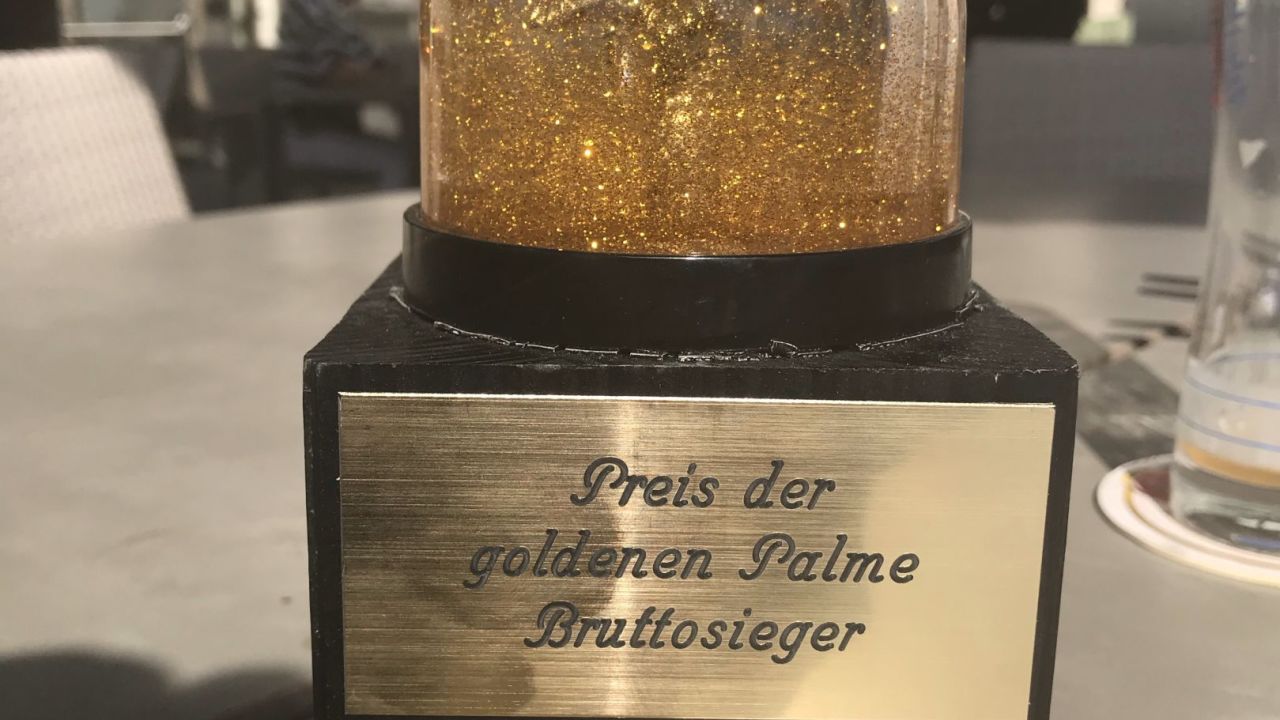 Preis der
goldenen Palme
Bruttosieger